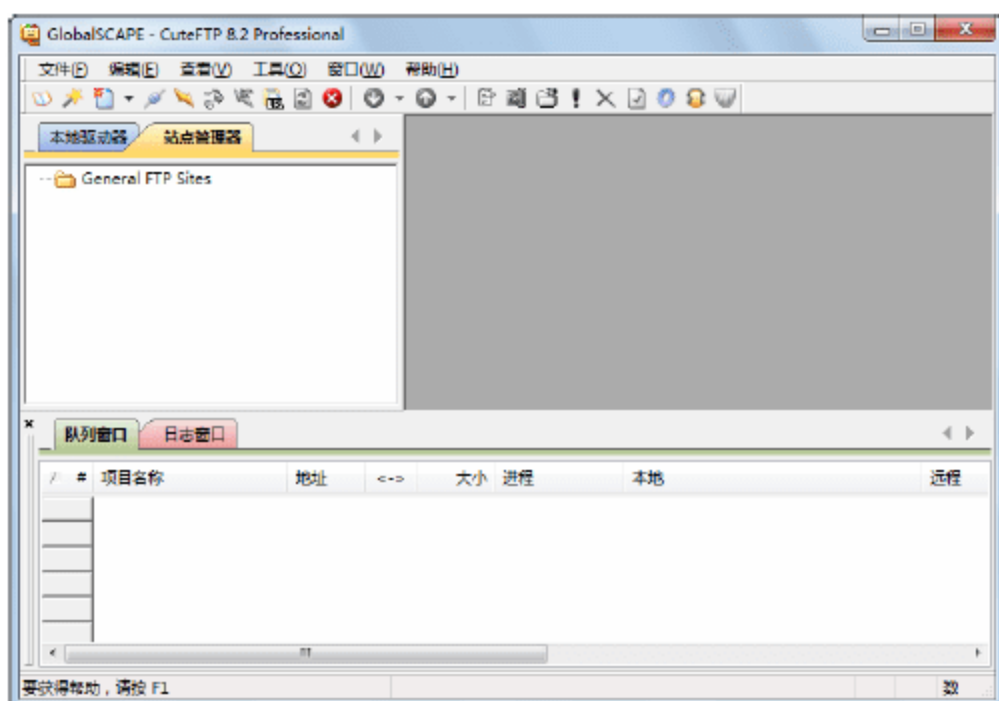 GlobalSCAPE - CuteFTP 8.2 Professional
文件(F) 编辑(E) 查看(V) 工具(O) 窗口(W) 帮助(H)
本地驱动器 站点管理器
General FTP Sites
队列窗口 日志窗口
/ # 项目名称 地址 <-> 大小 进程 本地 远程
要获得帮助，请按 F1 数